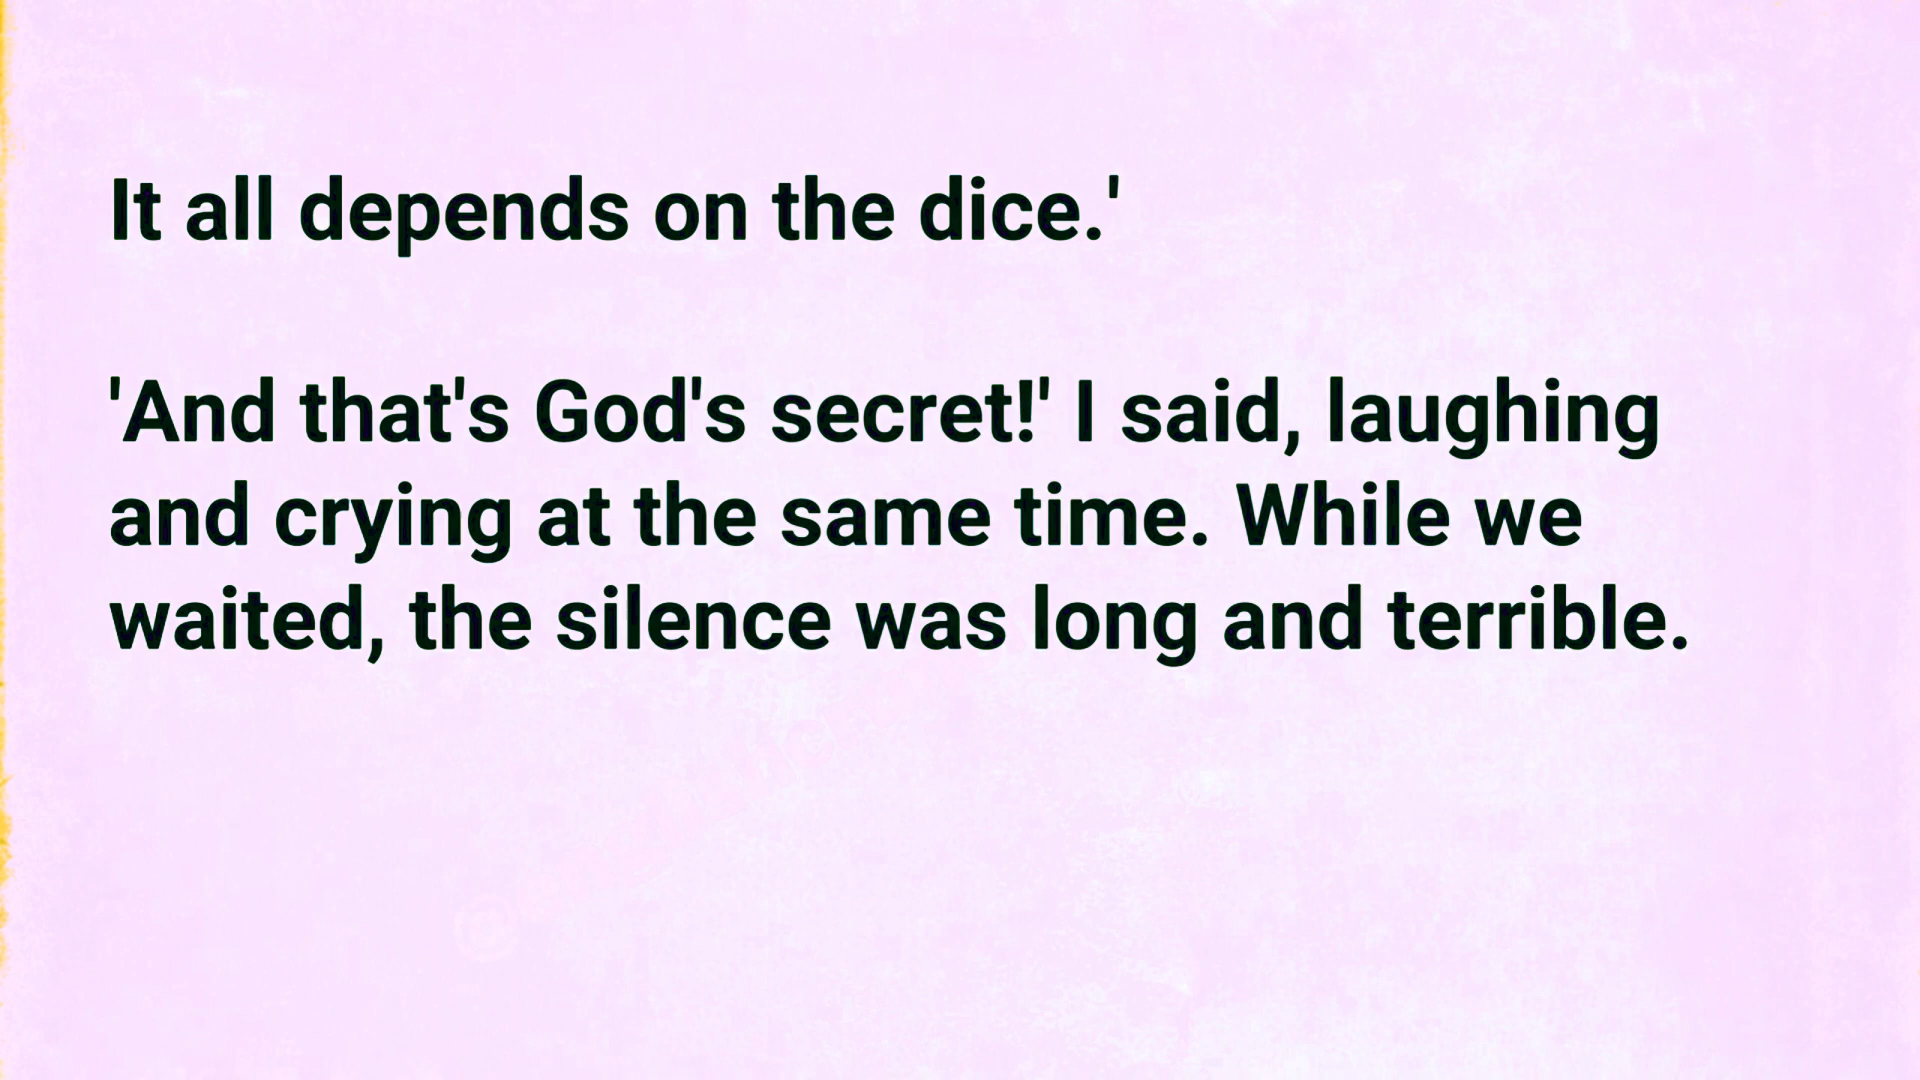 It all depends on the dice.'
'And that's God's secret!' I said, laughing
and crying at the same time. While we
waited, the silence was long and terrible.